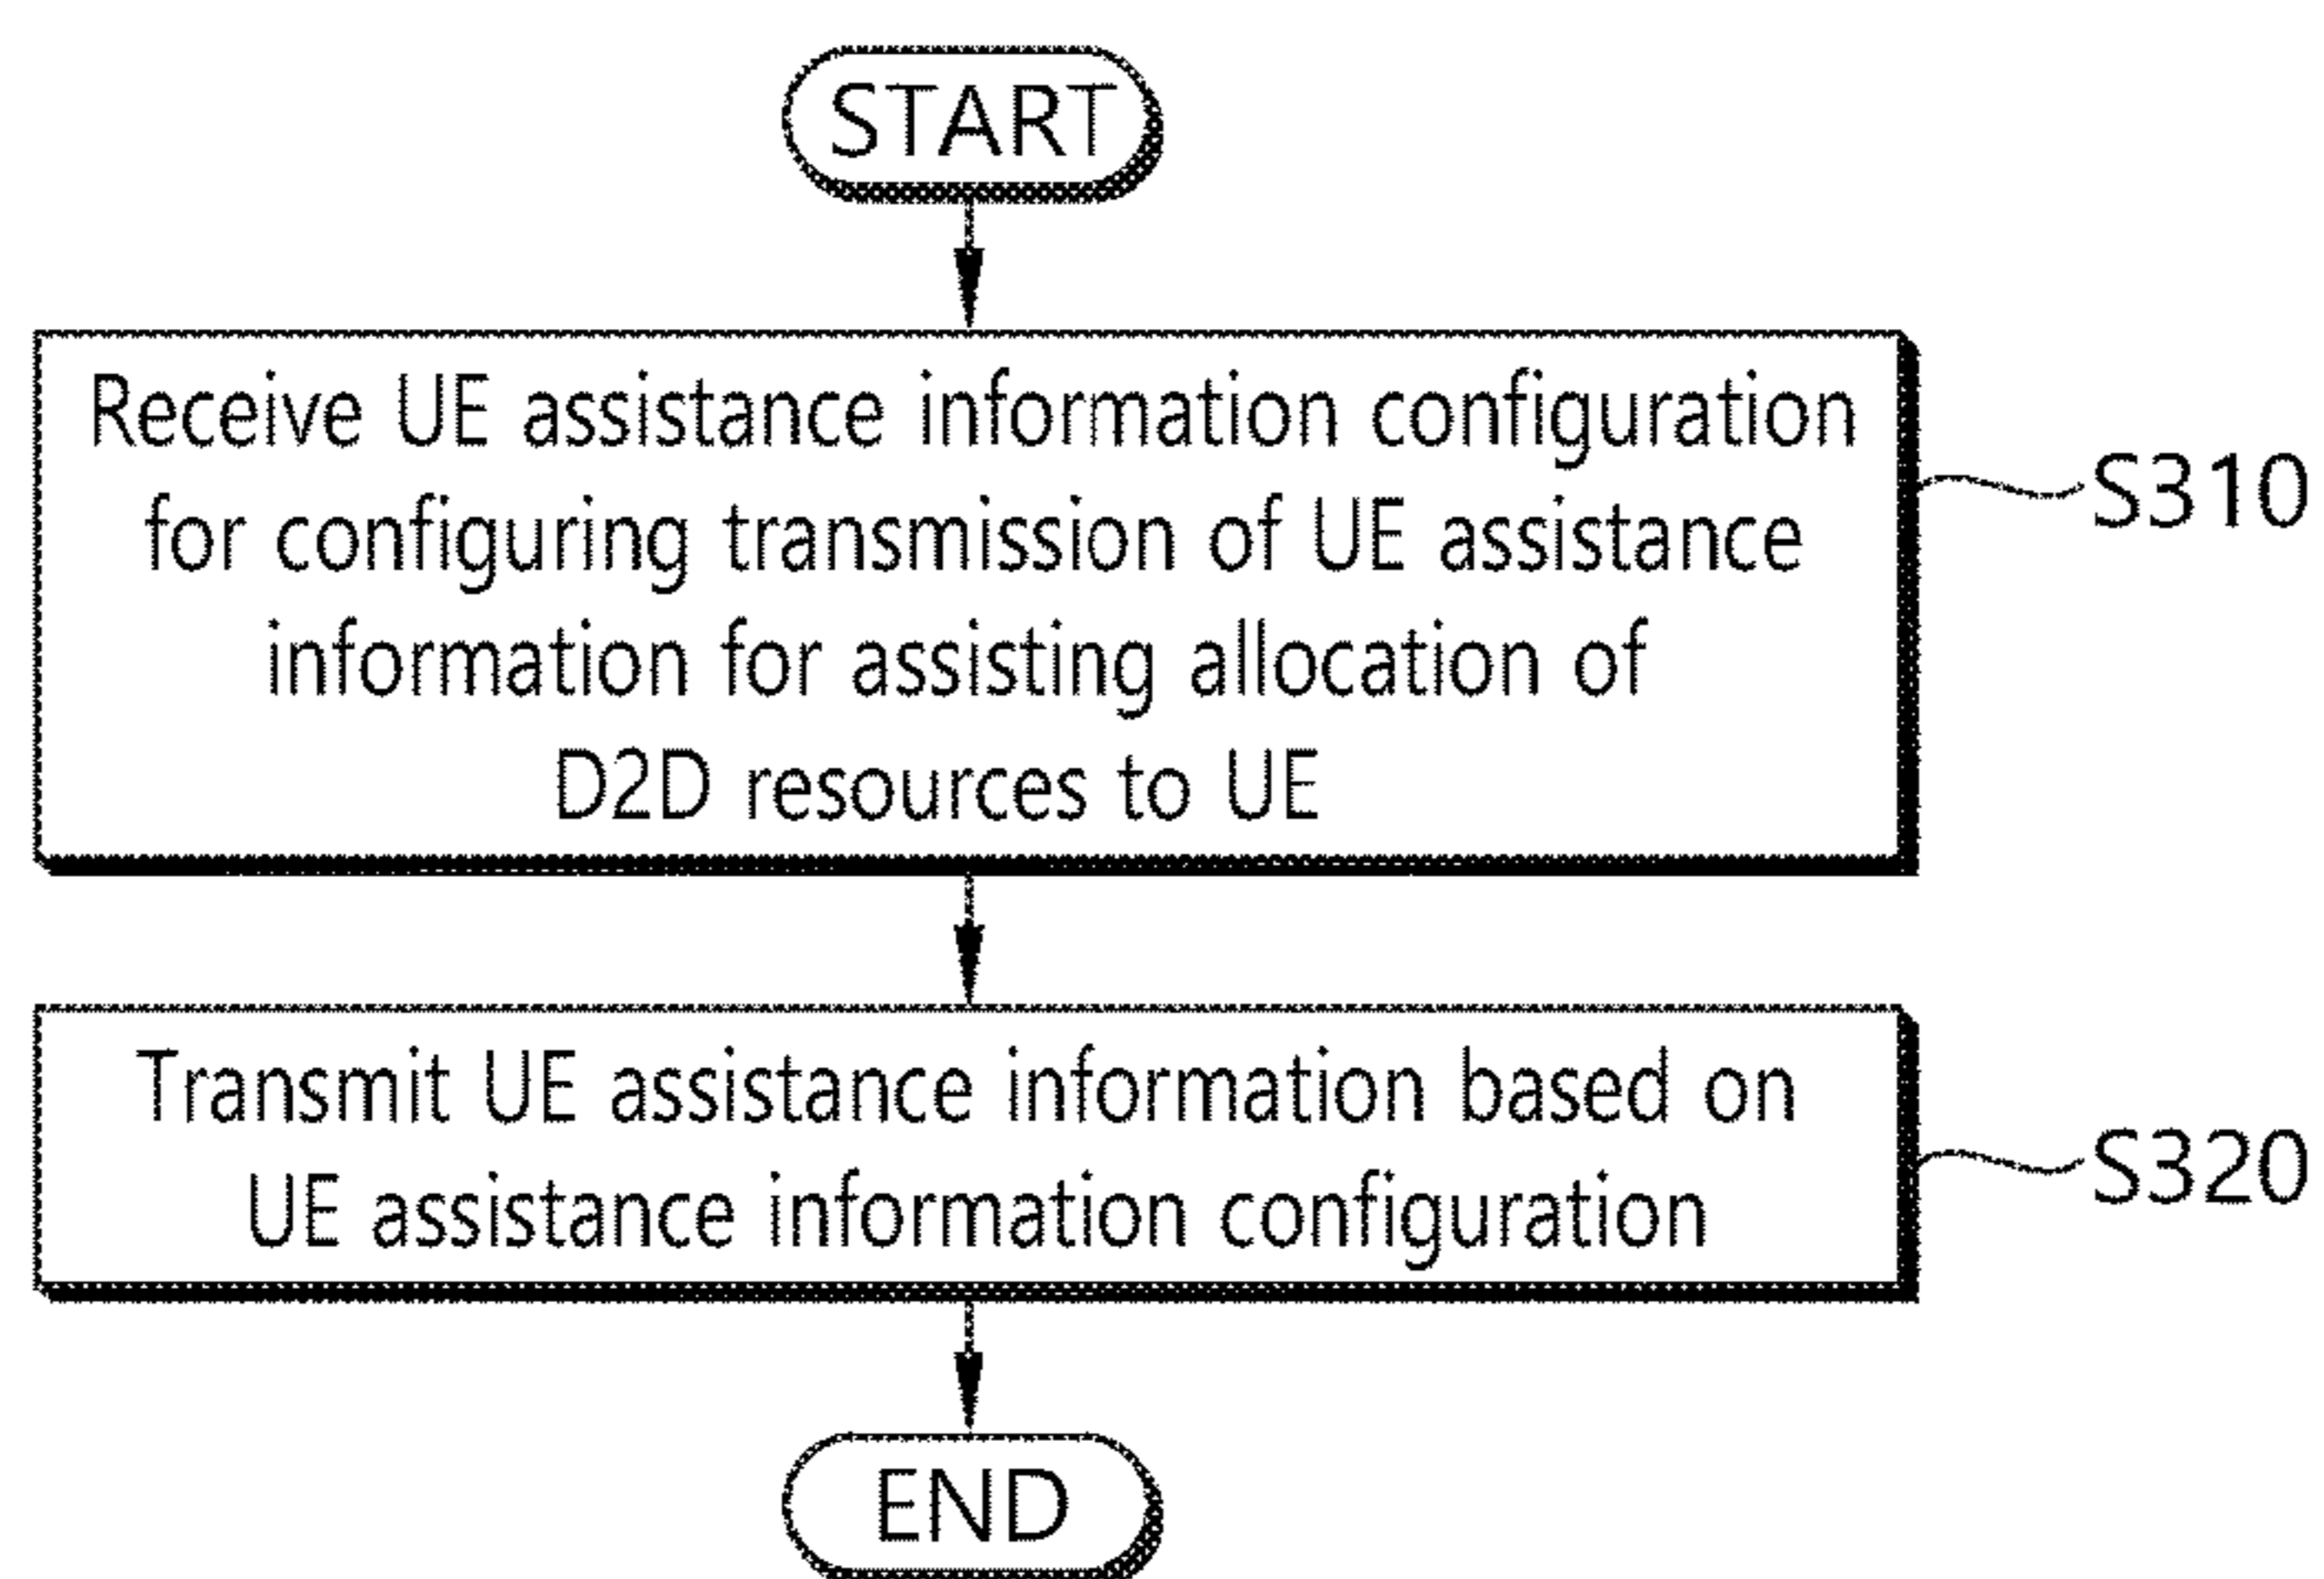 START
Receive UE assistance information configuration
for configuring transmission of UE assistance
information for assisting allocation of
D2D resources to UE
S310
Transmit UE assistance information based on
UE assistance information configuration
S320
END